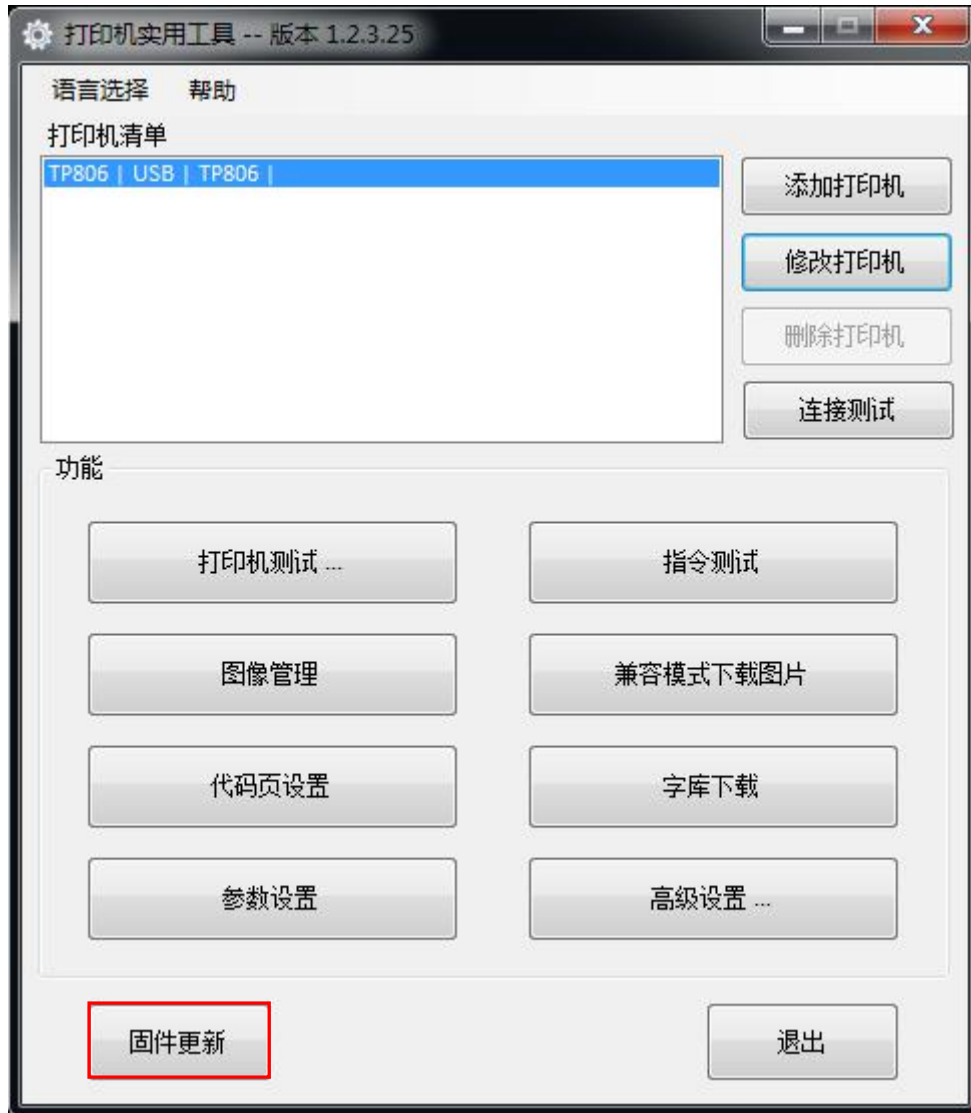 打印机实用工具 -- 版本 1.2.3.25
语言选择 帮助
打印机清单
TP806 | USB | TP806 |
添加打印机
修改打印机
删除打印机
连接测试
功能
打印机测试 ...
指令测试
图像管理
兼容模式下载图片
代码页设置
字库下载
参数设置
高级设置 ...
固件更新
退出